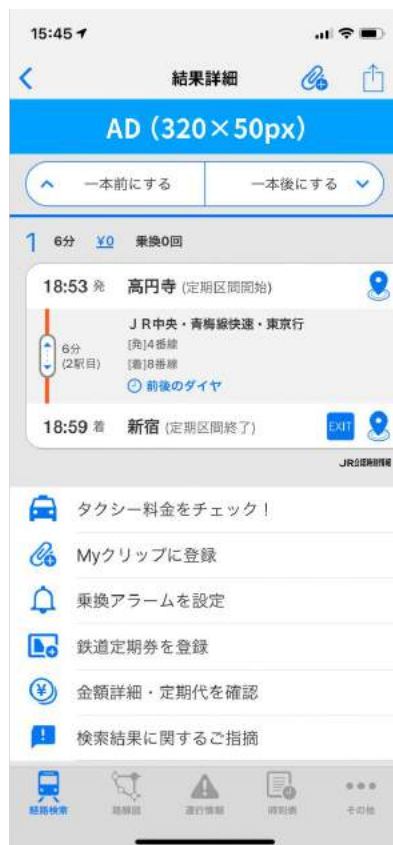 15:45
結果詳細
AD (320×50px)
一本前にする 一本後にする
1 6分 ¥0 乗換0回
18:53 発 高円寺 (定期区間開始)
JR中央・青梅線快速・東京行
6分 [発]4番線
(2駅目) [着]8番線
前後のダイヤ
18:59 着 新宿 (定期区間終了) EXIT
JR公認時刻情報
タクシー料金をチェック！
Myクリップに登録
乗換アラームを設定
鉄道定期券を登録
金額詳細・定期代を確認
検索結果に関するご指摘
経路検索 路線図 運行情報 時刻表 その他